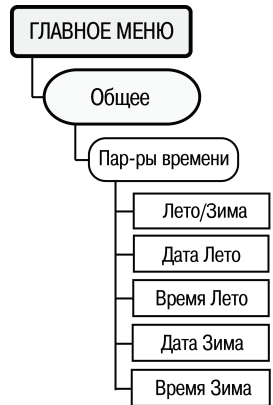 ГЛАВНОЕ МЕНЮ
Общее
Пар-ры времени
Лето/Зима
Дата Лето
Время Лето
Дата Зима
Время Зима